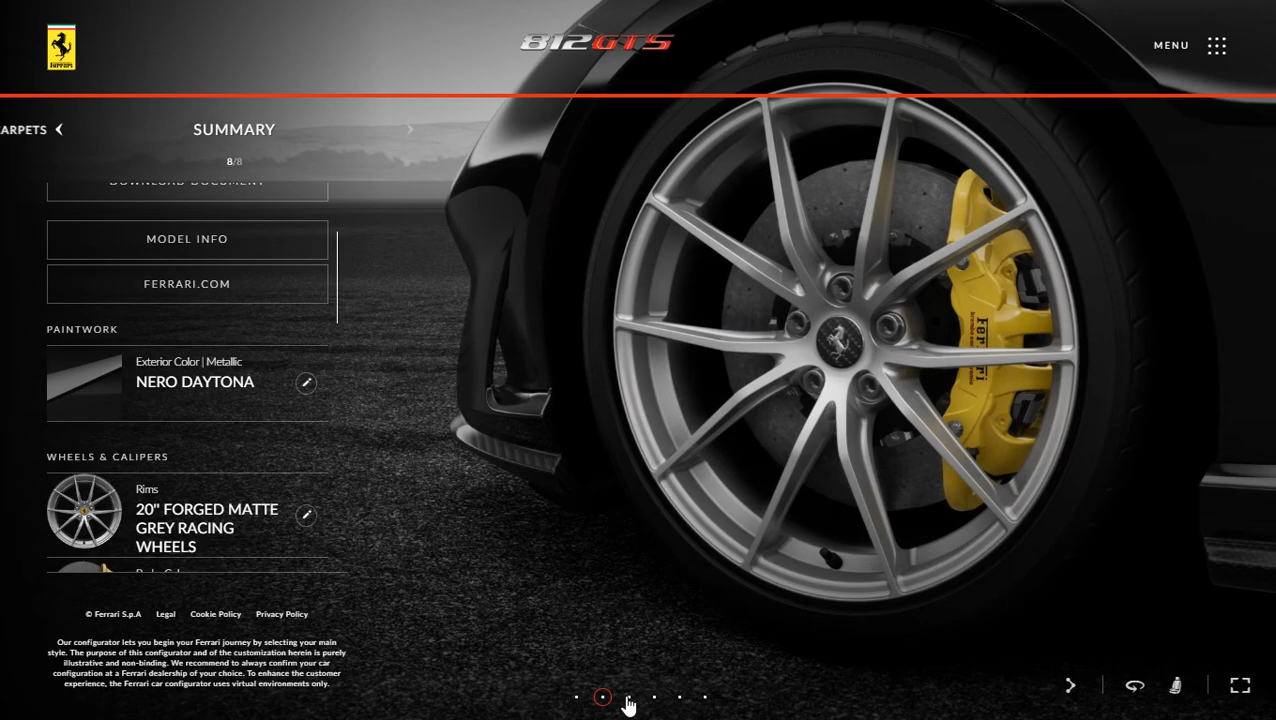 Ferrari
812GTS
MENU
ARPETS
SUMMARY
8/8
DOWNLOAD DOCUMENT
MODEL INFO
FERRARI.COM
PAINTWORK
Exterior Color | Metallic
NERO DAYTONA
WHEELS & CALIPERS
Rims
20" FORGED MATTE
GREY RACING
WHEELS
Ferrari
© Ferrari S.p.A Legal Cookie Policy Privacy Policy
Our configurator lets you begin your Ferrari journey by selecting your main
style. The purpose of this configurator and of the customization herein is purely
illustrative and non-binding. We recommend to always confirm your car
configuration at a Ferrari dealership of your choice. To enhance the customer
experience, the Ferrari car configurator uses virtual environments only.